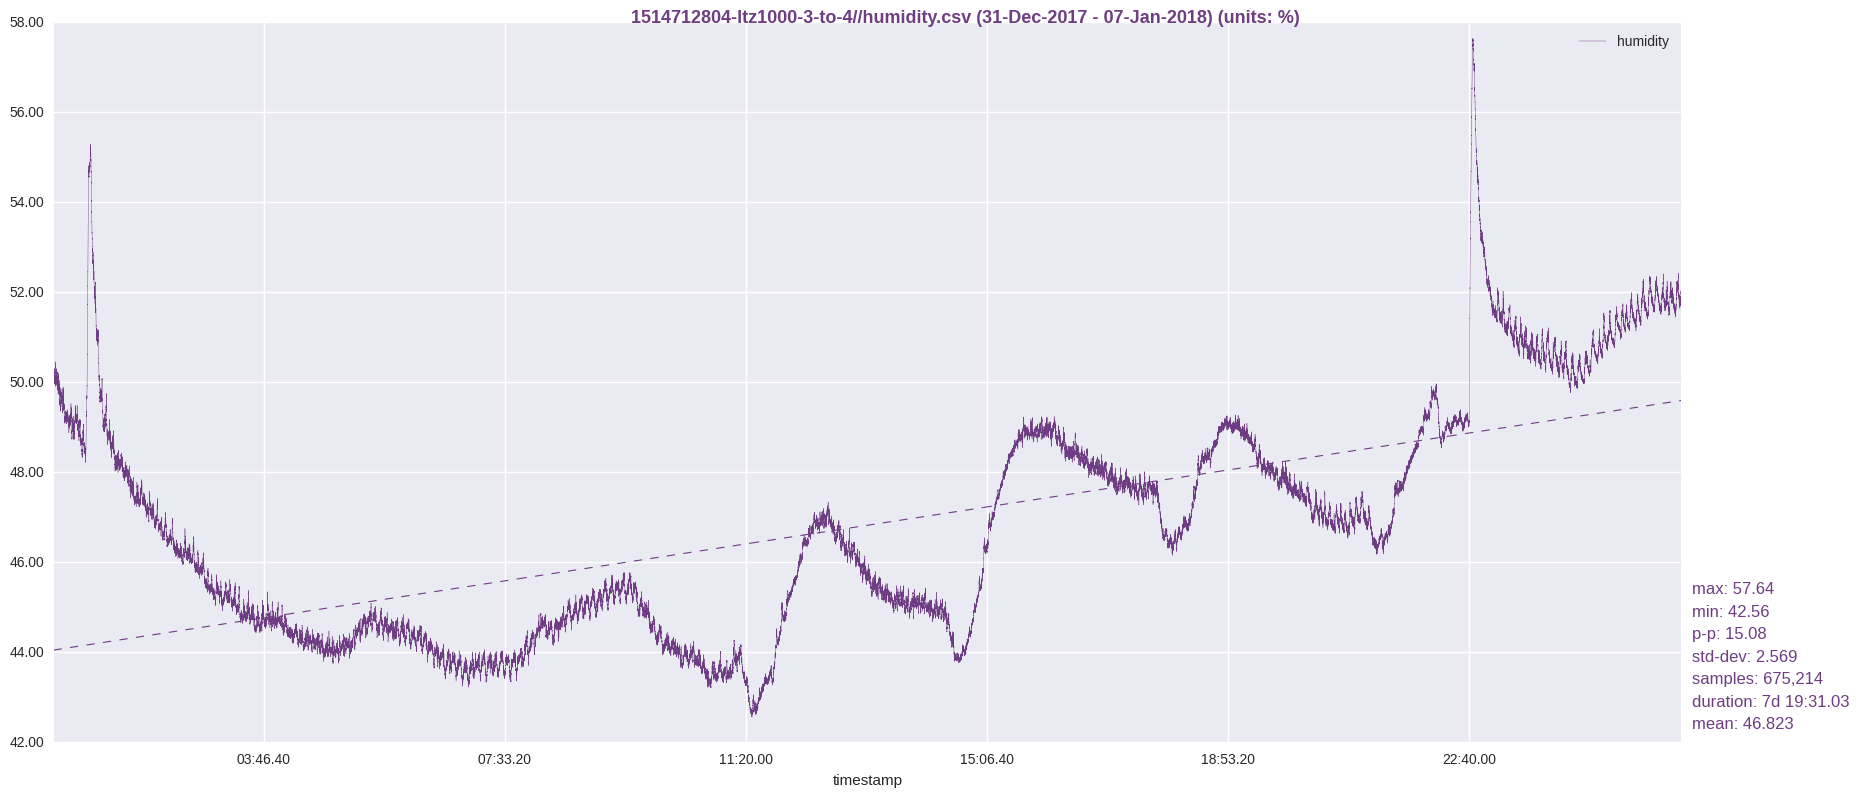 1514712804-ltz1000-3-to-4//humidity.csv (31-Dec-2017 - 07-Jan-2018) (units: %)
humidity
58.00
56.00
54.00
52.00
50.00
48.00
46.00
44.00
42.00
03:46.40 07:33.20 11:20.00 15:06.40 18:53.20 22:40.00
timestamp
max: 57.64
min: 42.56
p-p: 15.08
std-dev: 2.569
samples: 675,214
duration: 7d 19:31.03
mean: 46.823